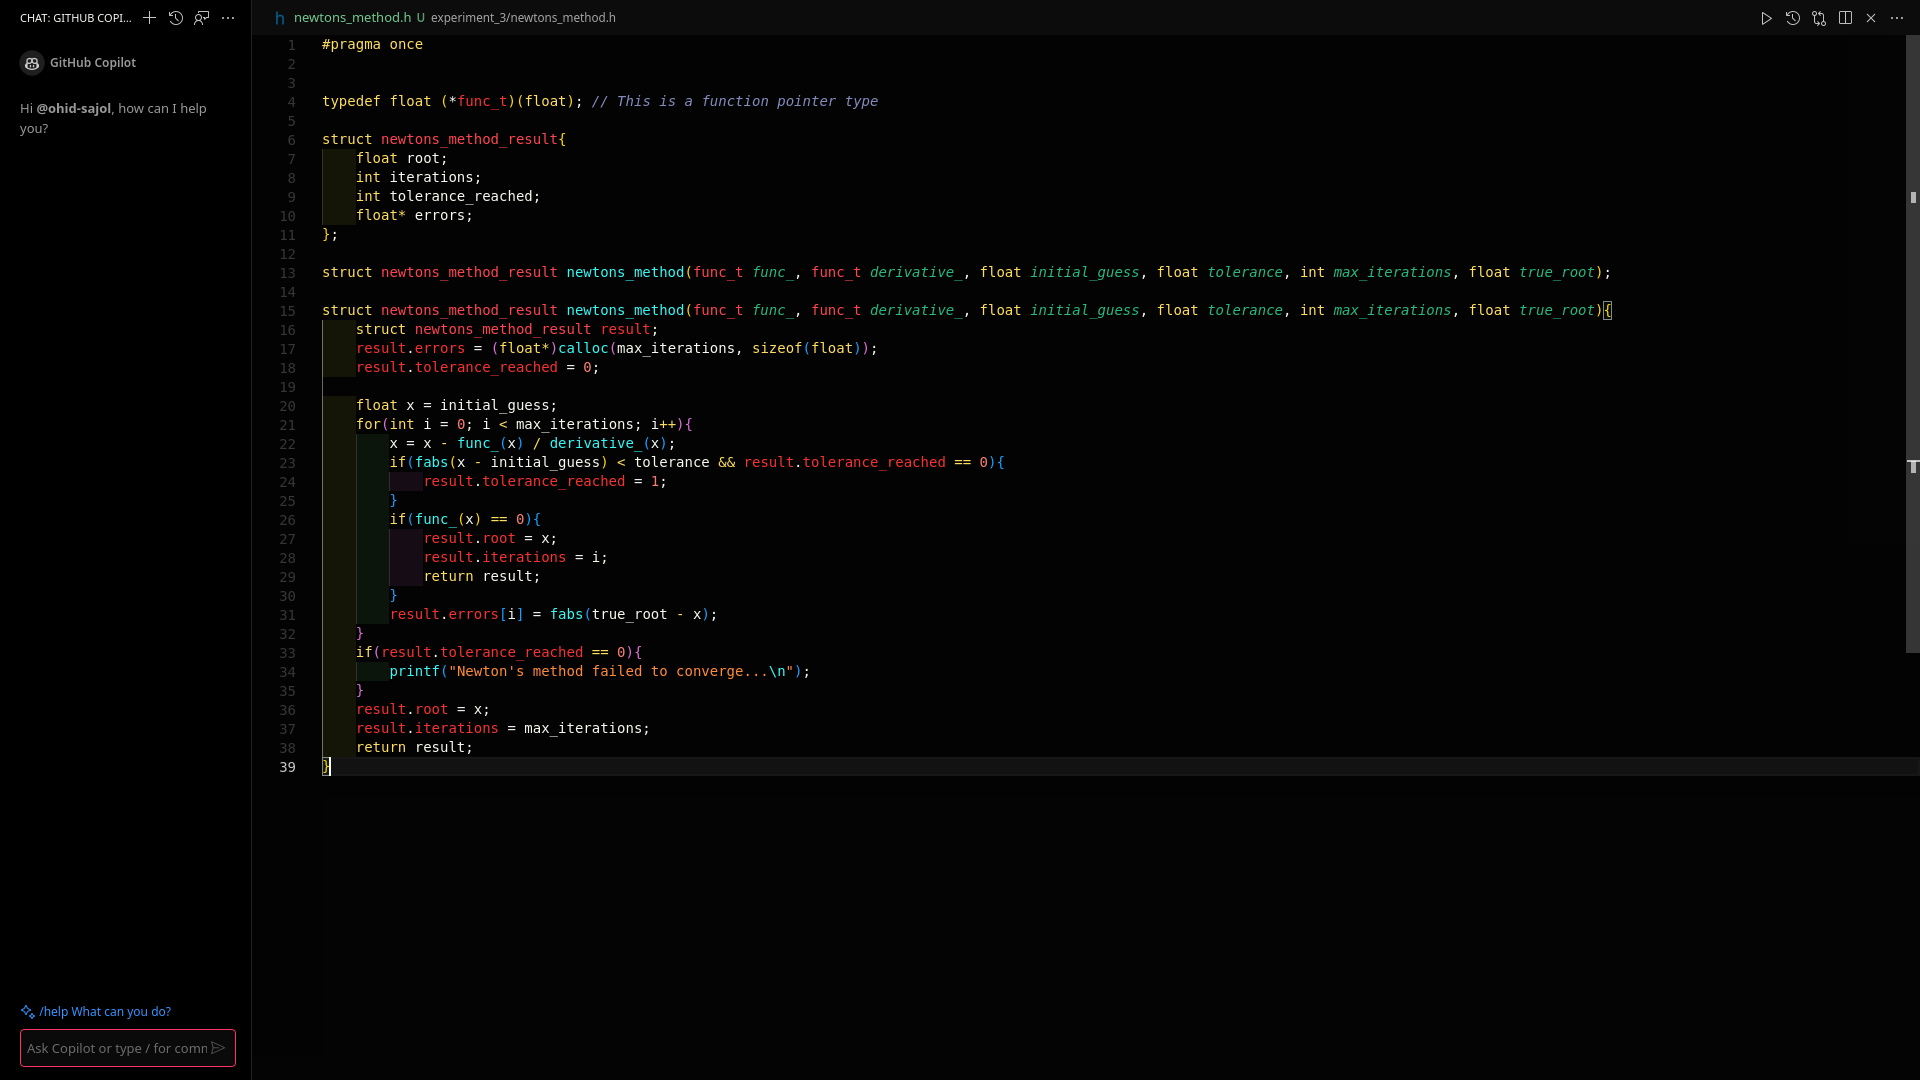 CHAT: GITHUB COPI...
GitHub Copilot
Hi @ohid-sajol, how can I help
you?
/help What can you do?
Ask Copilot or type / for comm
newtons_method.h U experiment_3/newtons_method.h
1 #pragma once
2
3
4 typedef float (*func_t)(float); // This is a function pointer type
5
6 struct newtons_method_result{
7 float root;
8 int iterations;
9 int tolerance_reached;
10 float* errors;
11 };
12
13 struct newtons_method_result newtons_method(func_t func_, func_t derivative_, float initial_guess, float tolerance, int max_iterations, float true_root);
14
15 struct newtons_method_result newtons_method(func_t func_, func_t derivative_, float initial_guess, float tolerance, int max_iterations, float true_root){
16 struct newtons_method_result result;
17 result.errors = (float*)calloc(max_iterations, sizeof(float));
18 result.tolerance_reached = 0;
19
20 float x = initial_guess;
21 for(int i = 0; i < max_iterations; i++){
22 x = x - func_(x) / derivative_(x);
23 if(fabs(x - initial_guess) < tolerance && result.tolerance_reached == 0){
24 result.tolerance_reached = 1;
25 }
26 if(func_(x) == 0){
27 result.root = x;
28 result.iterations = i;
29 return result;
30 }
31 result.errors[i] = fabs(true_root - x);
32 }
33 if(result.tolerance_reached == 0){
34 printf("Newton's method failed to converge...\n");
35 }
36 result.root = x;
37 result.iterations = max_iterations;
38 return result;
39 }